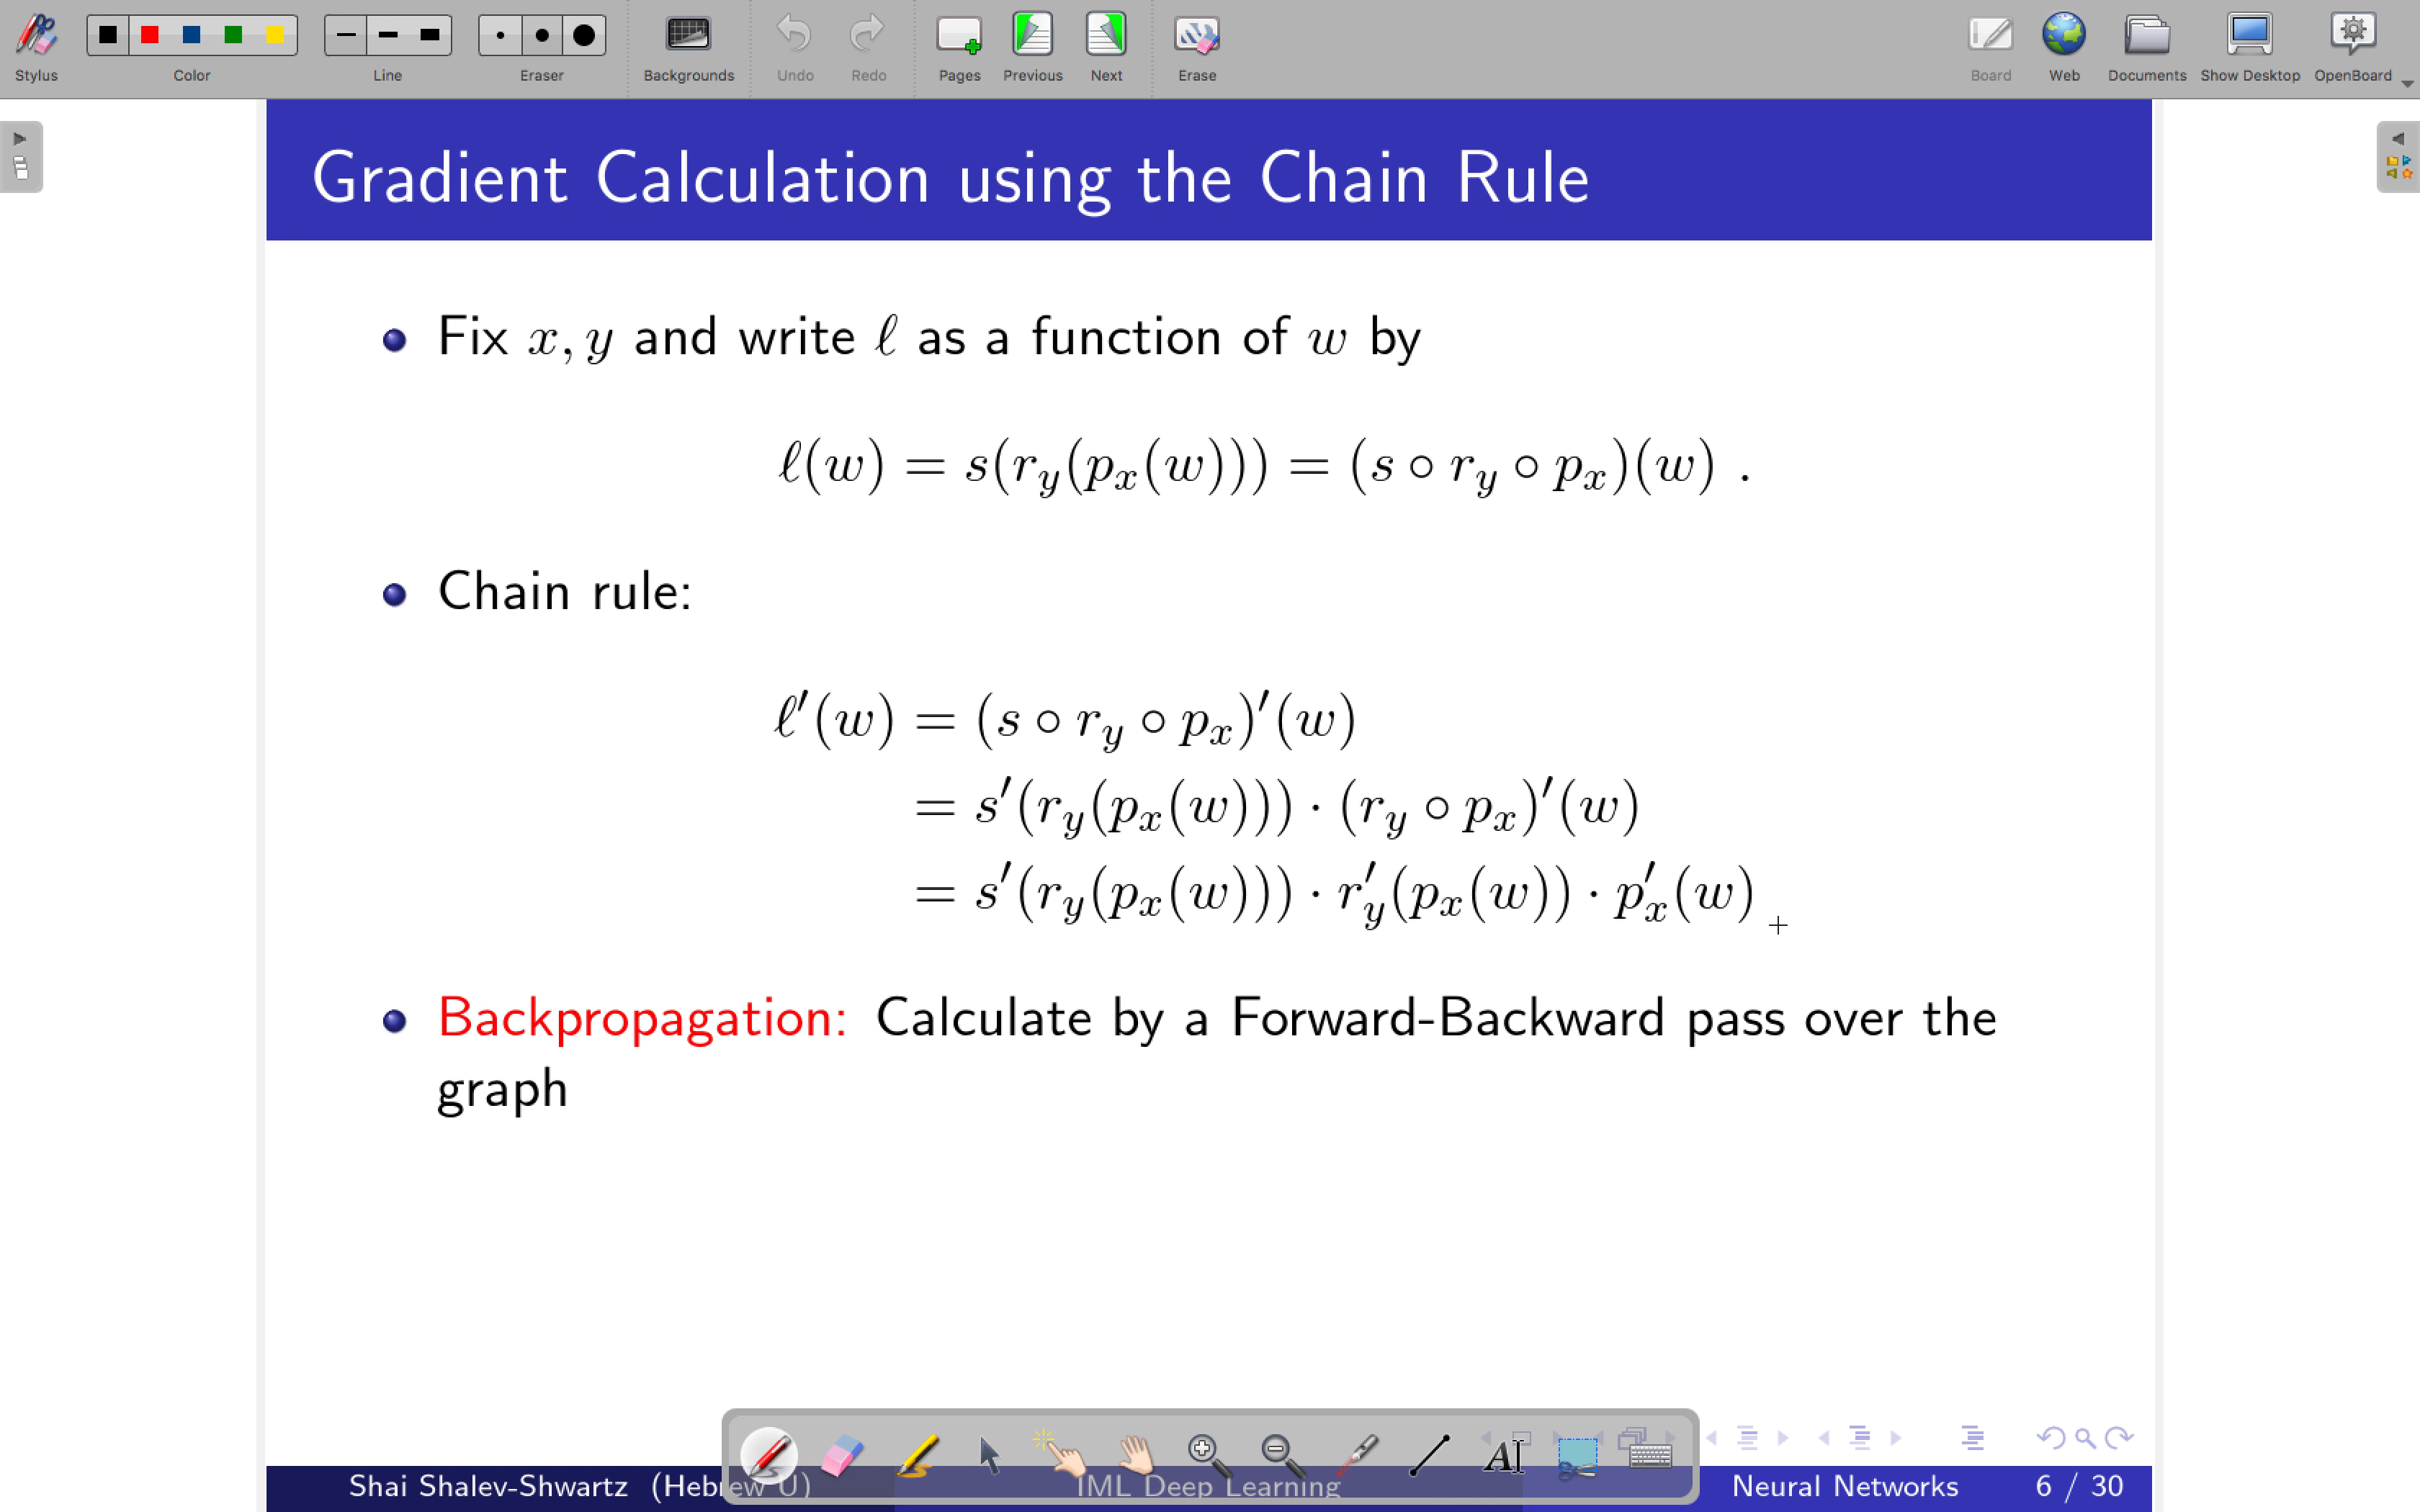 Stylus Color Line Eraser Backgrounds Undo Redo Pages Previous Next Erase Board Web Documents Show Desktop OpenBoard
Gradient Calculation using the Chain Rule
Fix x, y and write ℓ as a function of w by
ℓ(w) = s(r_y(p_x(w))) = (s ∘ r_y ∘ p_x)(w) .
Chain rule:
ℓ′(w) = (s ∘ r_y ∘ p_x)′(w)
= s′(r_y(p_x(w))) · (r_y ∘ p_x)′(w)
= s′(r_y(p_x(w))) · r′_y(p_x(w)) · p′_x(w)
Backpropagation: Calculate by a Forward-Backward pass over the
graph
Shai Shalev-Shwartz (Hebrew U) IML Deep Learning Neural Networks 6 / 30